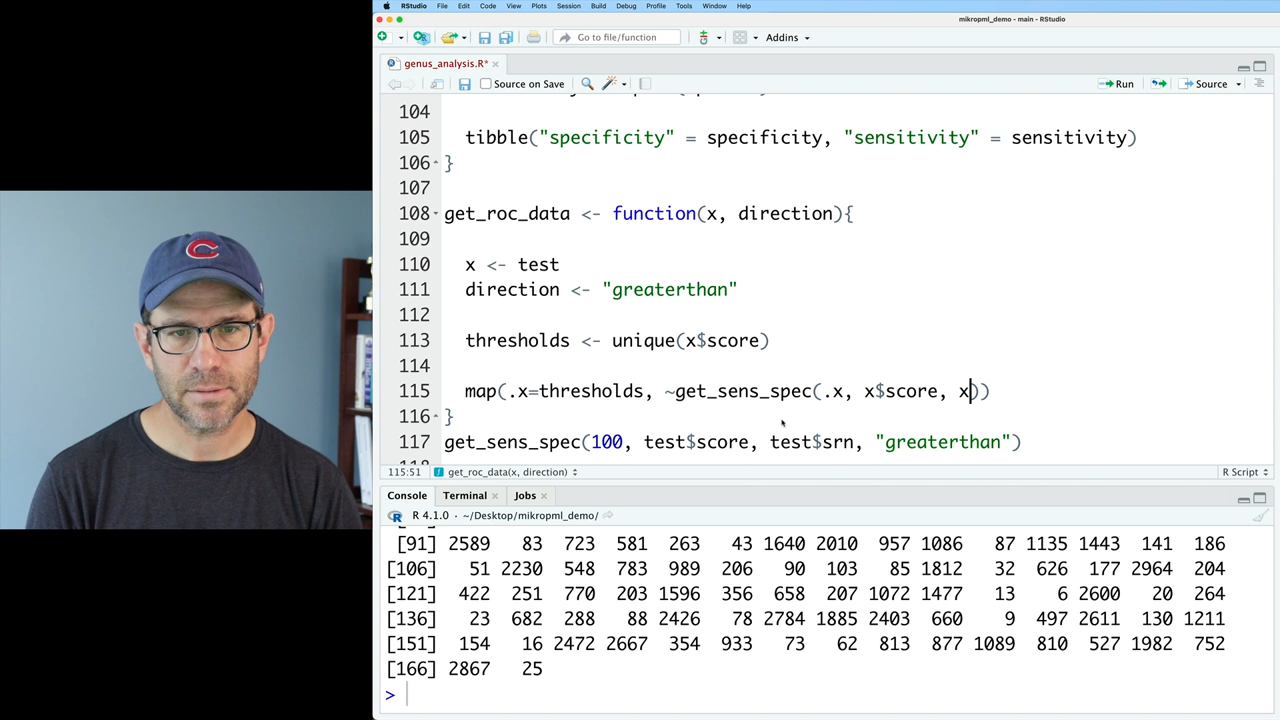 RStudio File Edit Code View Plots Session Build Debug Profile Tools Window Help
mikropml_demo - main - RStudio
Go to file/function Addins
genus_analysis.R*
Source on Save Run Source
104
105 tibble("specificity" = specificity, "sensitivity" = sensitivity)
106 }
107
108 get_roc_data <- function(x, direction){
109
110 x <- test
111 direction <- "greaterthan"
112
113 thresholds <- unique(x$score)
114
115 map(.x=thresholds, ~get_sens_spec(.x, x$score, x))
116 }
117 get_sens_spec(100, test$score, test$srn, "greaterthan")
115:51 get_roc_data(x, direction) R Script
Console Terminal Jobs
R 4.1.0 · ~/Desktop/mikropml_demo/
[91] 2589 83 723 581 263 43 1640 2010 957 1086 87 1135 1443 141 186
[106] 51 2230 548 783 989 206 90 103 85 1812 32 626 177 2964 204
[121] 422 251 770 203 1596 356 658 207 1072 1477 13 6 2600 20 264
[136] 23 682 288 88 2426 78 2784 1885 2403 660 9 497 2611 130 1211
[151] 154 16 2472 2667 354 933 73 62 813 877 1089 810 527 1982 752
[166] 2867 25
>